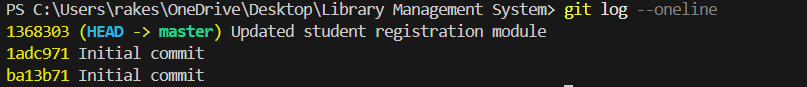 PS C:\Users\rakes\OneDrive\Desktop\Library Management System> git log --oneline
1368303 (HEAD -> master) Updated student registration module
1adc971 Initial commit
ba13b71 Initial commit